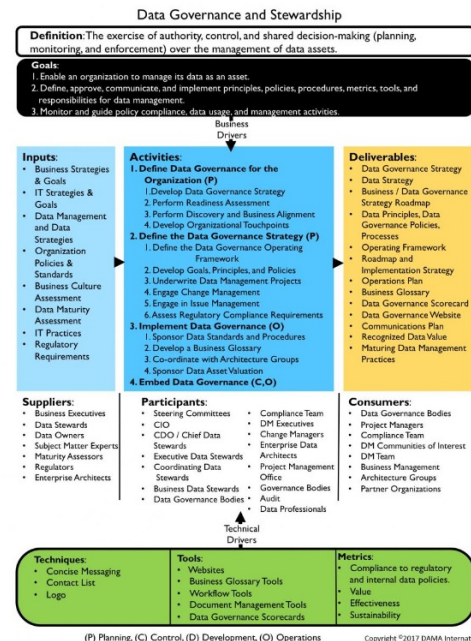 Data Governance and Stewardship
Definition: The exercise of authority, control, and shared decision-making (planning,
monitoring, and enforcement) over the management of data assets.
Goals:
1. Enable an organization to manage its data as an asset.
2. Define, approve, communicate, and implement principles, policies, procedures, metrics, tools, and
responsibilities for data management.
3. Monitor and guide policy compliance, data usage, and management activities.
Business
Drivers
Inputs:
• Business Strategies
& Goals
• IT Strategies &
Goals
• Data Management
and Data
Strategies
• Organization
Policies &
Standards
• Business Culture
Assessment
• Data Maturity
Assessment
• IT Practices
• Regulatory
Requirements
Activities:
1. Define Data Governance for the
Organization (P)
1. Develop Data Governance Strategy
2. Perform Readiness Assessment
3. Perform Discovery and Business Alignment
4. Develop Organizational Touchpoints
2. Define the Data Governance Strategy (P)
1. Define the Data Governance Operating
Framework
2. Develop Goals, Principles, and Policies
3. Underwrite Data Management Projects
4. Engage Change Management
5. Engage in Issue Management
6. Assess Regulatory Compliance Requirements
3. Implement Data Governance (O)
1. Sponsor Data Standards and Procedures
2. Develop a Business Glossary
3. Co-ordinate with Architecture Groups
4. Sponsor Data Asset Valuation
4. Embed Data Governance (C,O)
Deliverables:
• Data Governance Strategy
• Data Strategy
• Business / Data Governance
Strategy Roadmap
• Data Principles, Data
Governance Policies,
Processes
• Operating Framework
• Roadmap and
Implementation Strategy
• Operations Plan
• Business Glossary
• Data Governance Scorecard
• Data Governance Website
• Communications Plan
• Recognized Data Value
• Maturing Data Management
Practices
Suppliers:
• Business Executives
• Data Stewards
• Data Owners
• Subject Matter Experts
• Maturity Assessors
• Regulators
• Enterprise Architects
Participants:
• Steering Committees
• CIO
• CDO / Chief Data
Stewards
• Executive Data Stewards
• Coordinating Data
Stewards
• Business Data Stewards
• Data Governance Bodies
• Compliance Team
• DM Executives
• Change Managers
• Enterprise Data
Architects
• Project Management
Office
• Governance Bodies
• Audit
• Data Professionals
Consumers:
• Data Governance Bodies
• Project Managers
• Compliance Team
• DM Communities of Interest
• DM Team
• Business Management
• Architecture Groups
• Partner Organizations
Technical
Drivers
Techniques:
• Concise Messaging
• Contact List
• Logo
Tools:
• Websites
• Business Glossary Tools
• Workflow Tools
• Document Management Tools
• Data Governance Scorecards
Metrics:
• Compliance to regulatory
and internal data policies.
• Value
• Effectiveness
• Sustainability
(P) Planning, (C) Control, (D) Development, (O) Operations
Copyright ©2017 DAMA Internat